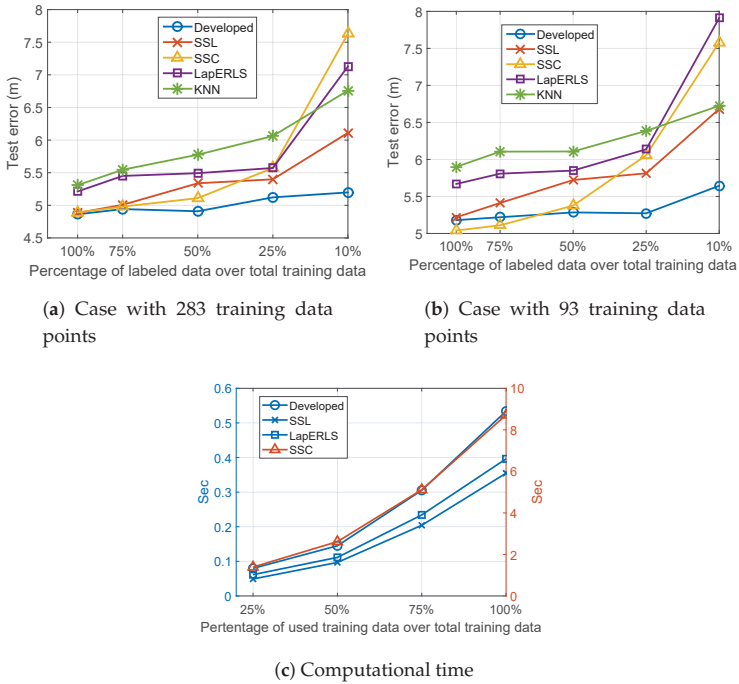 8
7.5
7
6.5
6
5.5
5
4.5
Test error (m)
Developed
SSL
SSC
LapERLS
KNN
100% 75% 50% 25% 10%
Percentage of labeled data over total training data
(a) Case with 283 training data
points
8
7.5
7
6.5
6
5.5
5
Test error (m)
Developed
SSL
SSC
LapERLS
KNN
100% 75% 50% 25% 10%
Percentage of labeled data over total training data
(b) Case with 93 training data
points
0.6
0.5
0.4
0.3
0.2
0.1
0
Sec
Developed
SSL
LapERLS
SSC
10
8
6
4
2
0
Sec
25% 50% 75% 100%
Pertentage of used training data over total training data
(c) Computational time